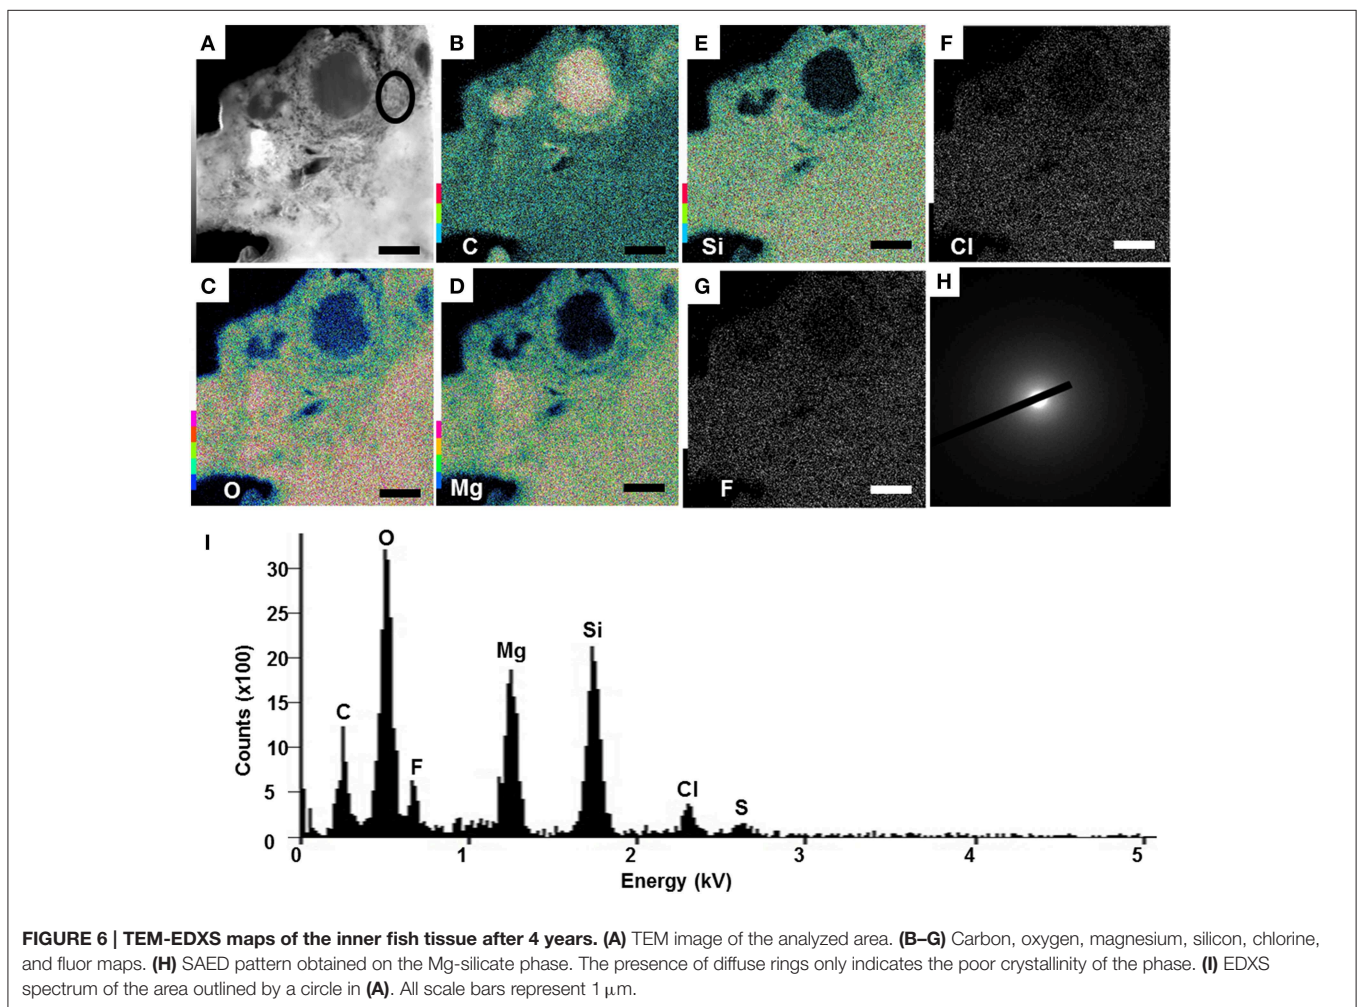 A
B
E
F
C
Si
Cl
C
D
G
H
O
Mg
F
I
Counts (x100)
30
25
20
15
10
5
0
C
O
F
Mg
Si
Cl
S
0
1
2
3
4
5
Energy (kV)
FIGURE 6 | TEM-EDXS maps of the inner fish tissue after 4 years. (A) TEM image of the analyzed area. (B–G) Carbon, oxygen, magnesium, silicon, chlorine,
and fluor maps. (H) SAED pattern obtained on the Mg-silicate phase. The presence of diffuse rings only indicates the poor crystallinity of the phase. (I) EDXS
spectrum of the area outlined by a circle in (A). All scale bars represent 1 μm.